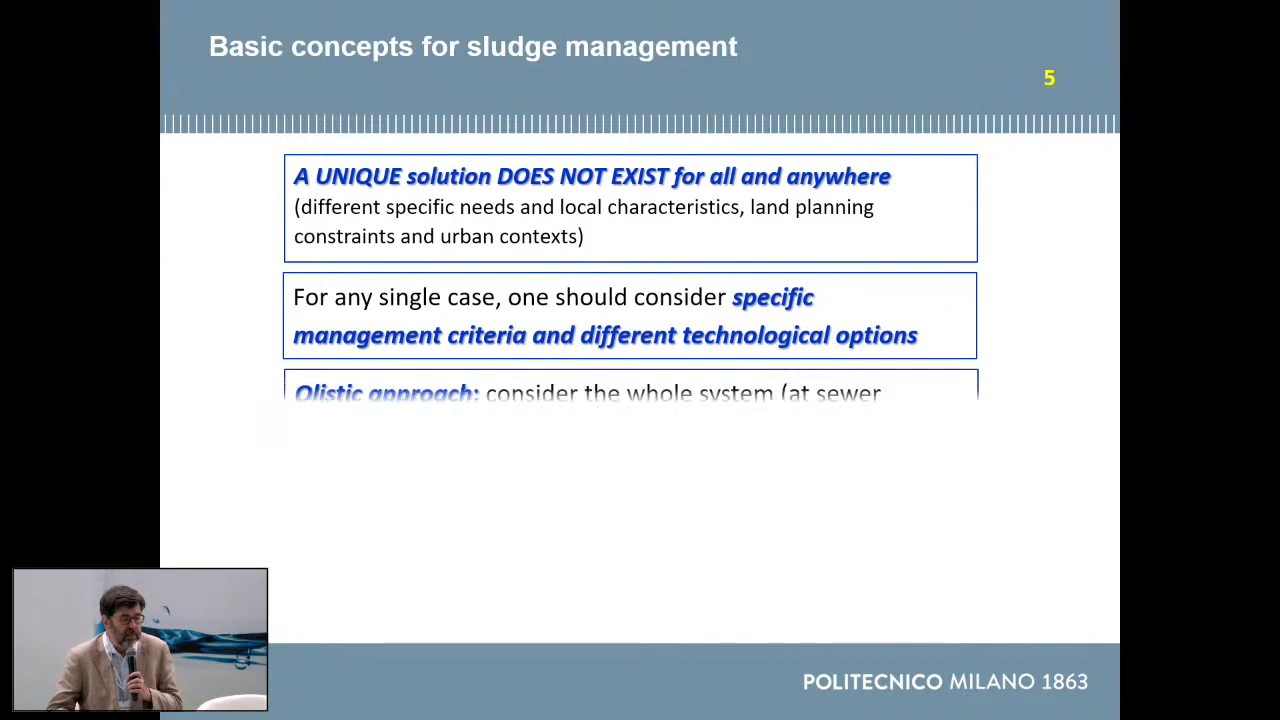 Basic concepts for sludge management
5
A UNIQUE solution DOES NOT EXIST for all and anywhere
(different specific needs and local characteristics, land planning
constraints and urban contexts)
For any single case, one should consider specific
management criteria and different technological options
Olistic approach: consider the whole system (at sewer
POLITECNICO MILANO 1863